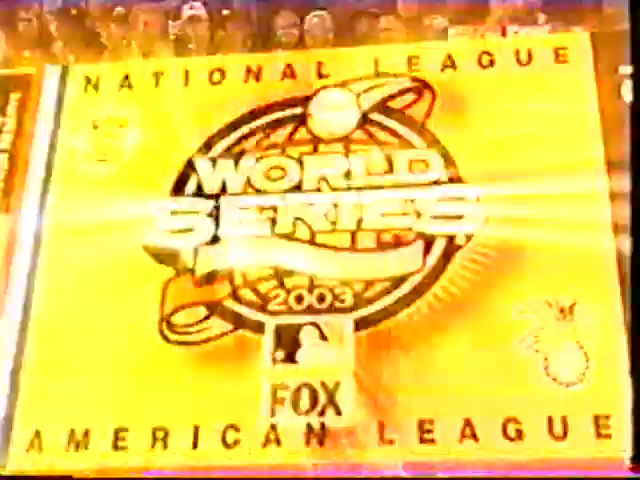 NATIONAL LEAGUE
WORLD
SERIES
2003
FOX
AMERICAN LEAGUE